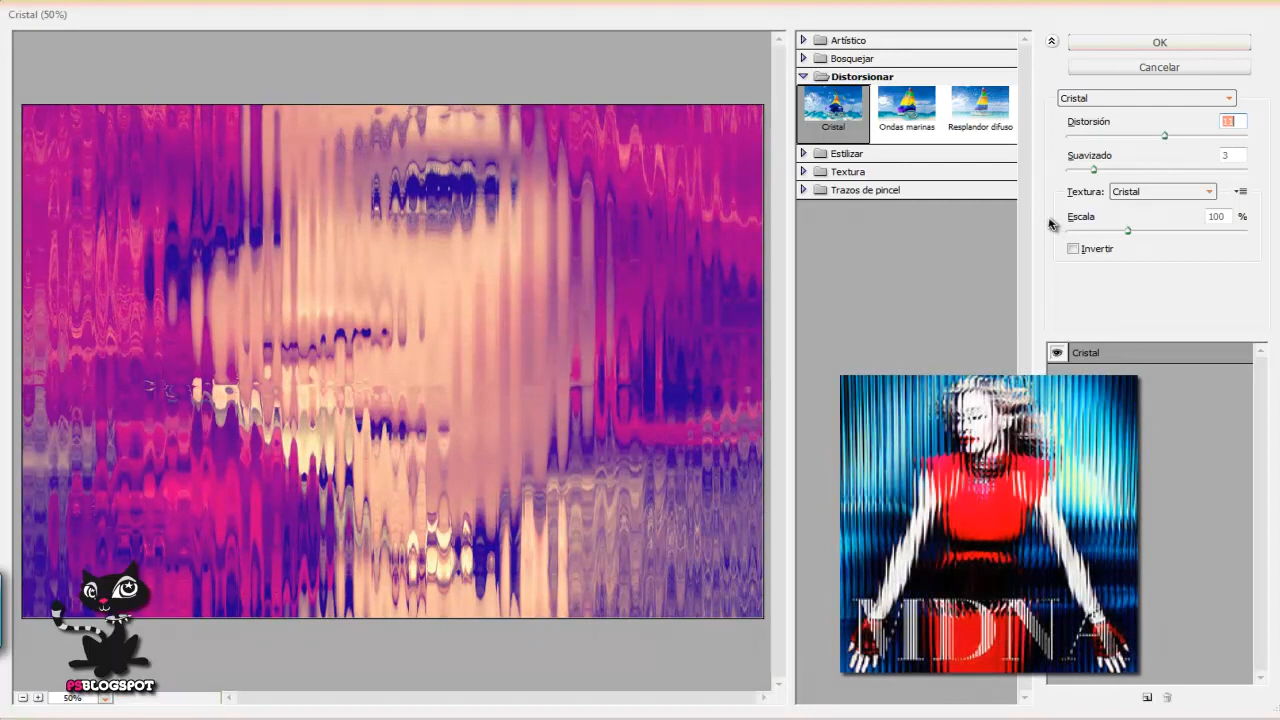 Cristal (50%)
Artístico
Bosquejar
Distorsionar
Cristal
Ondas marinas
Resplandor difuso
Estilizar
Textura
Trazos de pincel
OK
Cancelar
Cristal
Distorsión
Suavizado 3
Textura: Cristal
Escala 100 %
Invertir
Cristal
MDNA
PSBLOGSPOT
50%